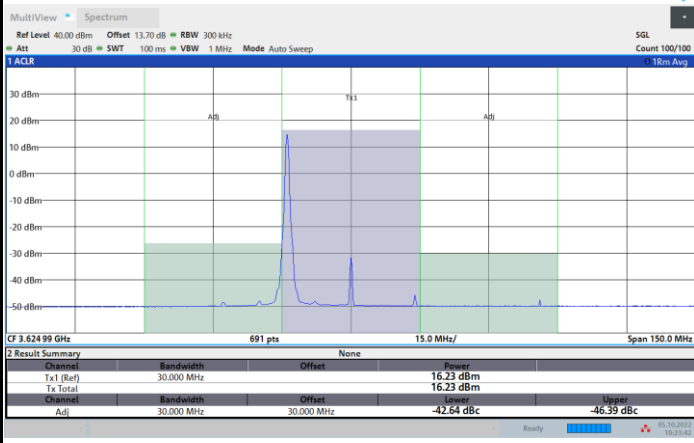 MultiView Spectrum
Ref Level 40.00 dBm Offset 13.70 dB RBW 300 kHz SGL
Att 30 dB SWT 100 ms VBW 1 MHz Mode Auto Sweep Count 100/100
1 ACLR 1Rm Avg
30 dBm
Tx1
20 dBm
Adj Adj
10 dBm
0 dBm
-10 dBm
-20 dBm
-30 dBm
-40 dBm
-50 dBm
CF 3.624 99 GHz 691 pts 15.0 MHz/ Span 150.0 MHz
2 Result Summary None
Channel Bandwidth Offset Power
Tx1 (Ref) 30.000 MHz 16.23 dBm
Tx Total 16.23 dBm
Channel Bandwidth Offset Lower Upper
Adj 30.000 MHz 30.000 MHz -42.64 dBc -46.39 dBc
Ready 05.10.2022
10:23:42